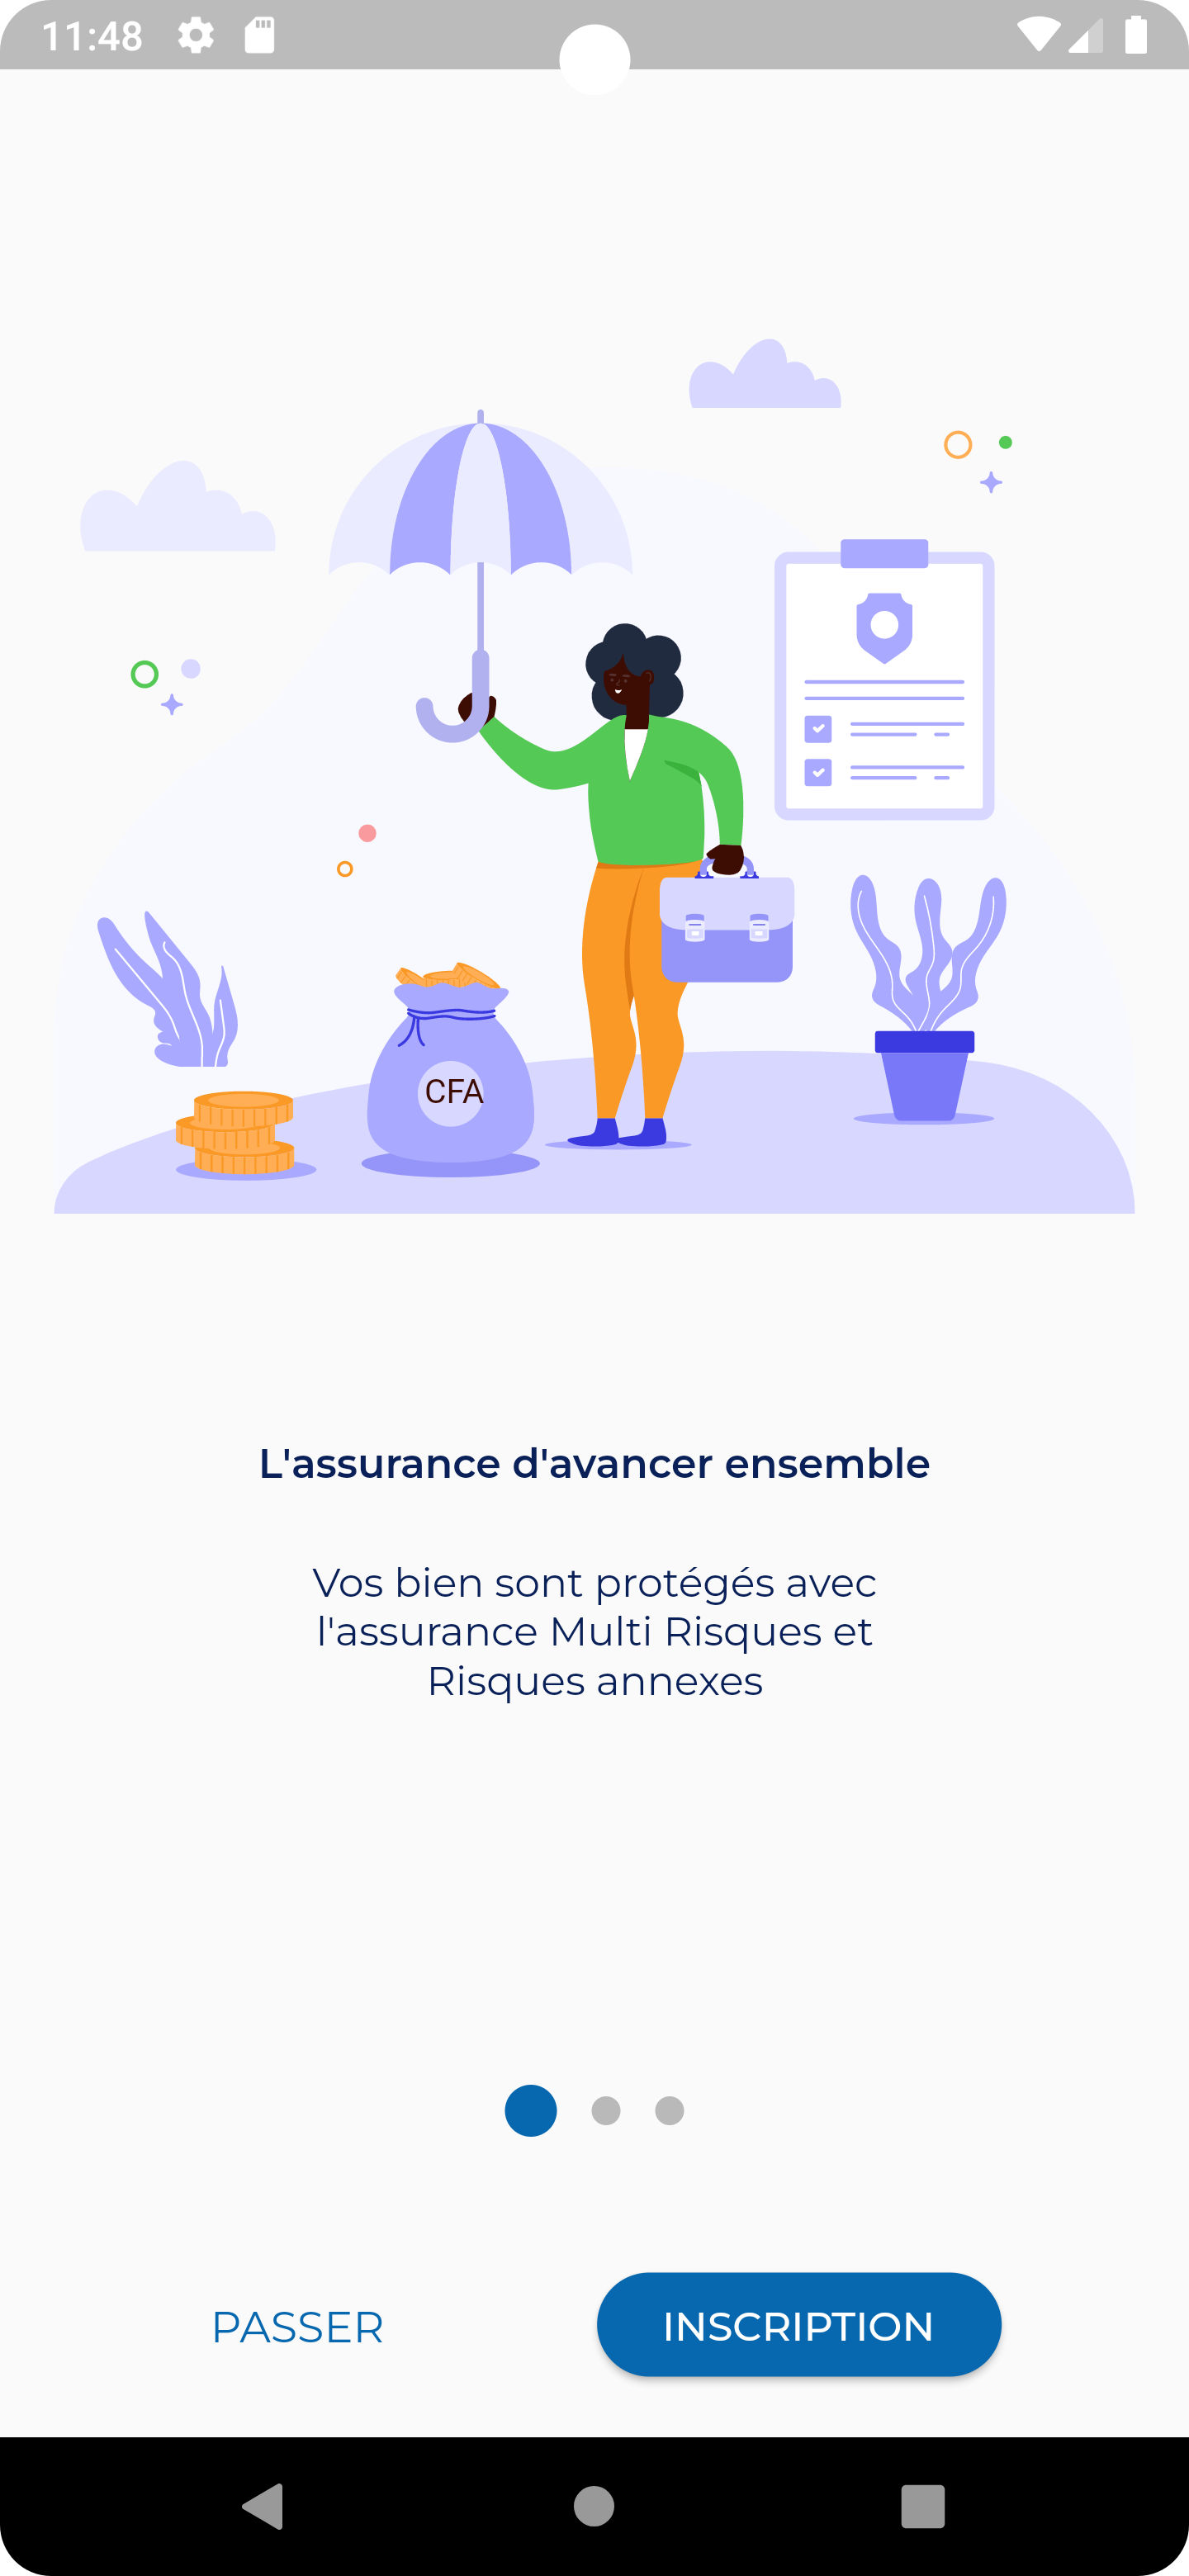 11:48
CFA
L'assurance d'avancer ensemble
Vos bien sont protégés avec
l'assurance Multi Risques et
Risques annexes
PASSER
INSCRIPTION